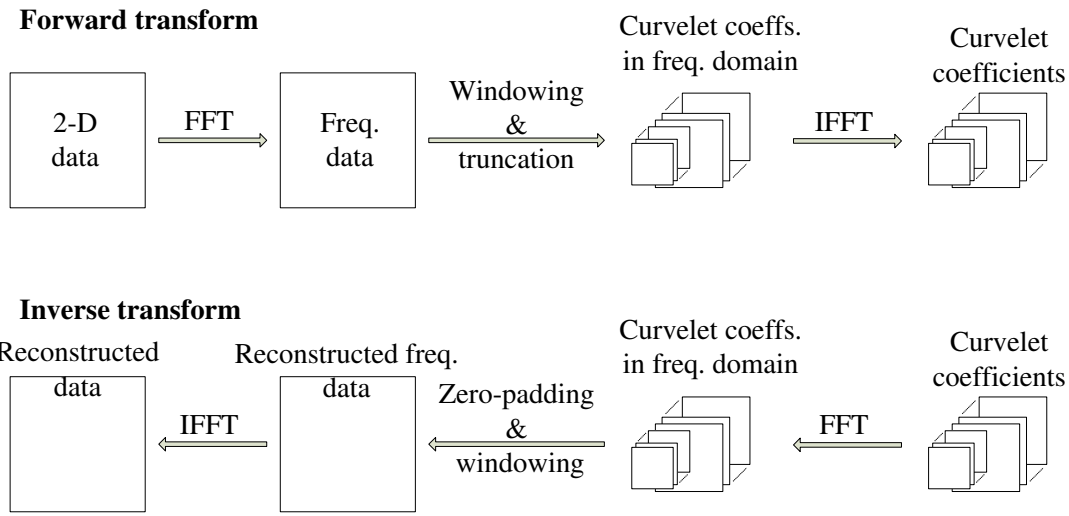 Forward transform
2-D
data
FFT
Freq.
data
Windowing
&
truncation
Curvelet coeffs.
in freq. domain
IFFT
Curvelet
coefficients
Inverse transform
Reconstructed
data
IFFT
Reconstructed freq.
data
Zero-padding
&
windowing
Curvelet coeffs.
in freq. domain
FFT
Curvelet
coefficients